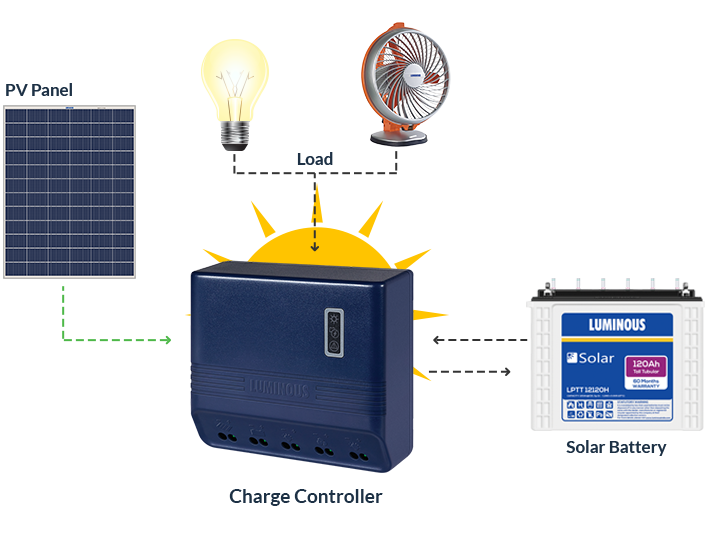 PV Panel
Load
LUMINOUS
Charge Controller
LUMINOUS
Solar
120Ah
Tall Tubular
60 Months
WARRANTY
LPTT 12120H
Solar Battery